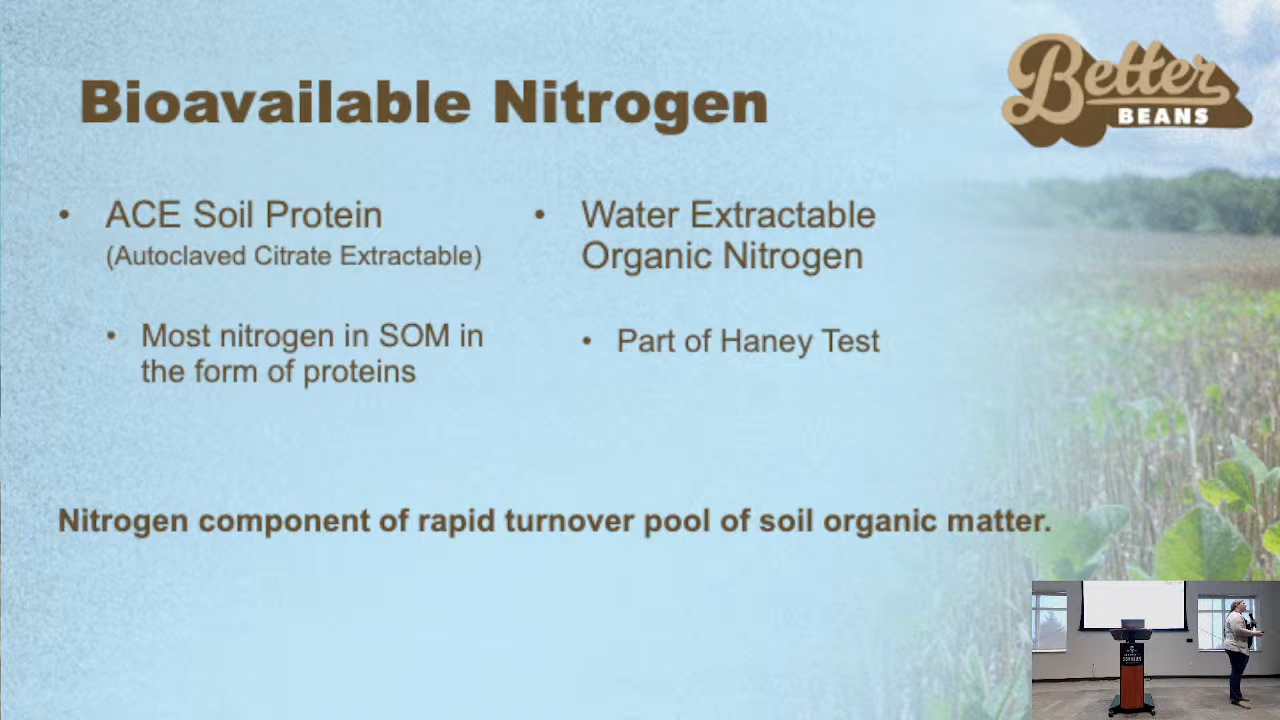 Bioavailable Nitrogen
Better
BEANS
• ACE Soil Protein
(Autoclaved Citrate Extractable)
• Most nitrogen in SOM in
the form of proteins
• Water Extractable
Organic Nitrogen
• Part of Haney Test
Nitrogen component of rapid turnover pool of soil organic matter.